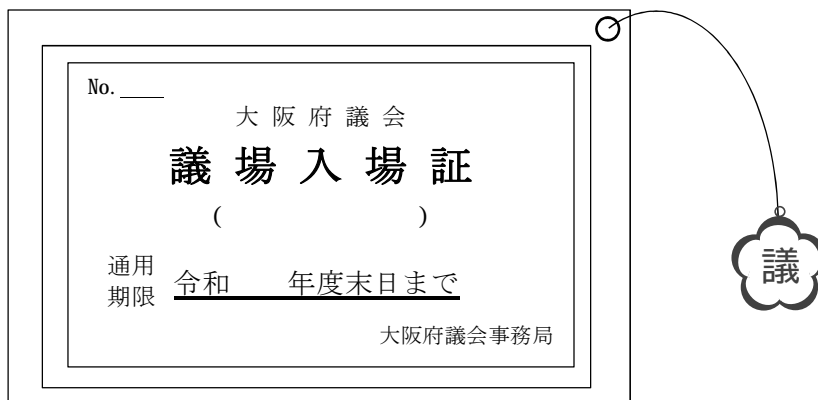 No.____
大阪府議会
議場入場証
(　　　　　　　)
通用期限 令和　　年度末日まで
大阪府議会事務局
議